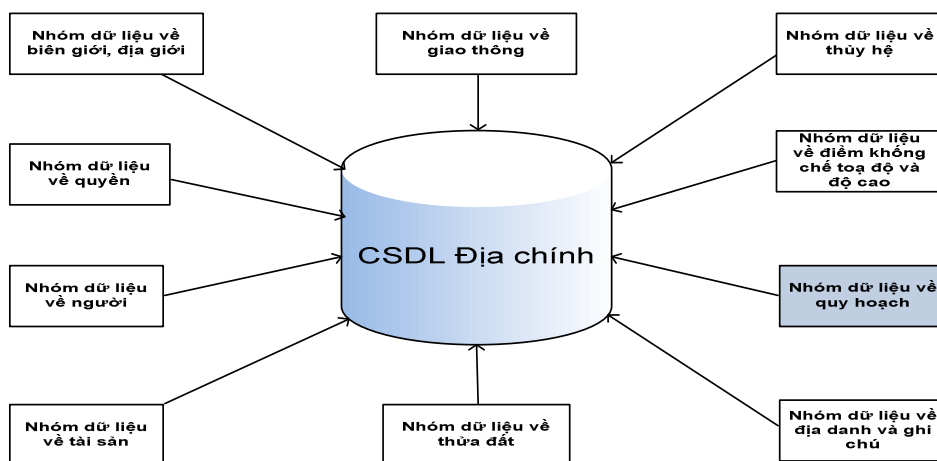 Nhóm dữ liệu về
biên giới, địa giới
Nhóm dữ liệu về
giao thông
Nhóm dữ liệu về
thủy hệ
Nhóm dữ liệu
về quyền
Nhóm dữ liệu
về điểm khống
chế toạ độ và
độ cao
CSDL Địa chính
Nhóm dữ liệu
về người
Nhóm dữ liệu về
quy hoạch
Nhóm dữ liệu
về tài sản
Nhóm dữ liệu về
thửa đất
Nhóm dữ liệu về
địa danh và ghi
chú